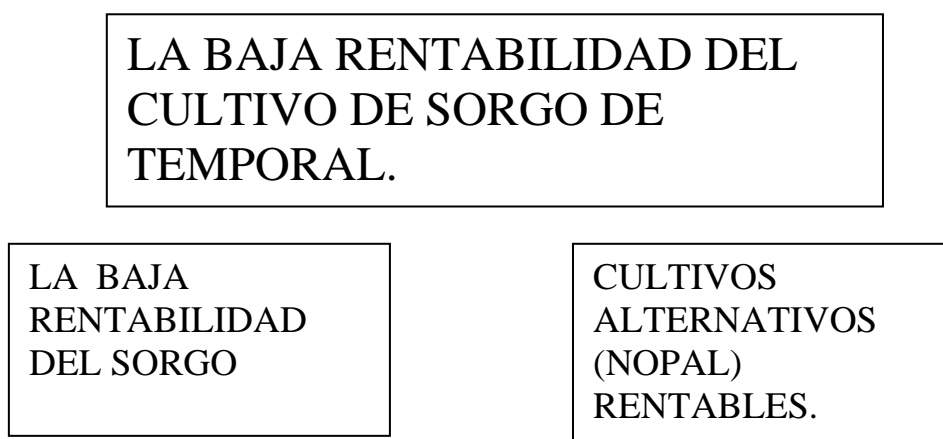 LA BAJA RENTABILIDAD DEL
CULTIVO DE SORGO DE
TEMPORAL.
LA BAJA
RENTABILIDAD
DEL SORGO
CULTIVOS
ALTERNATIVOS
(NOPAL)
RENTABLES.